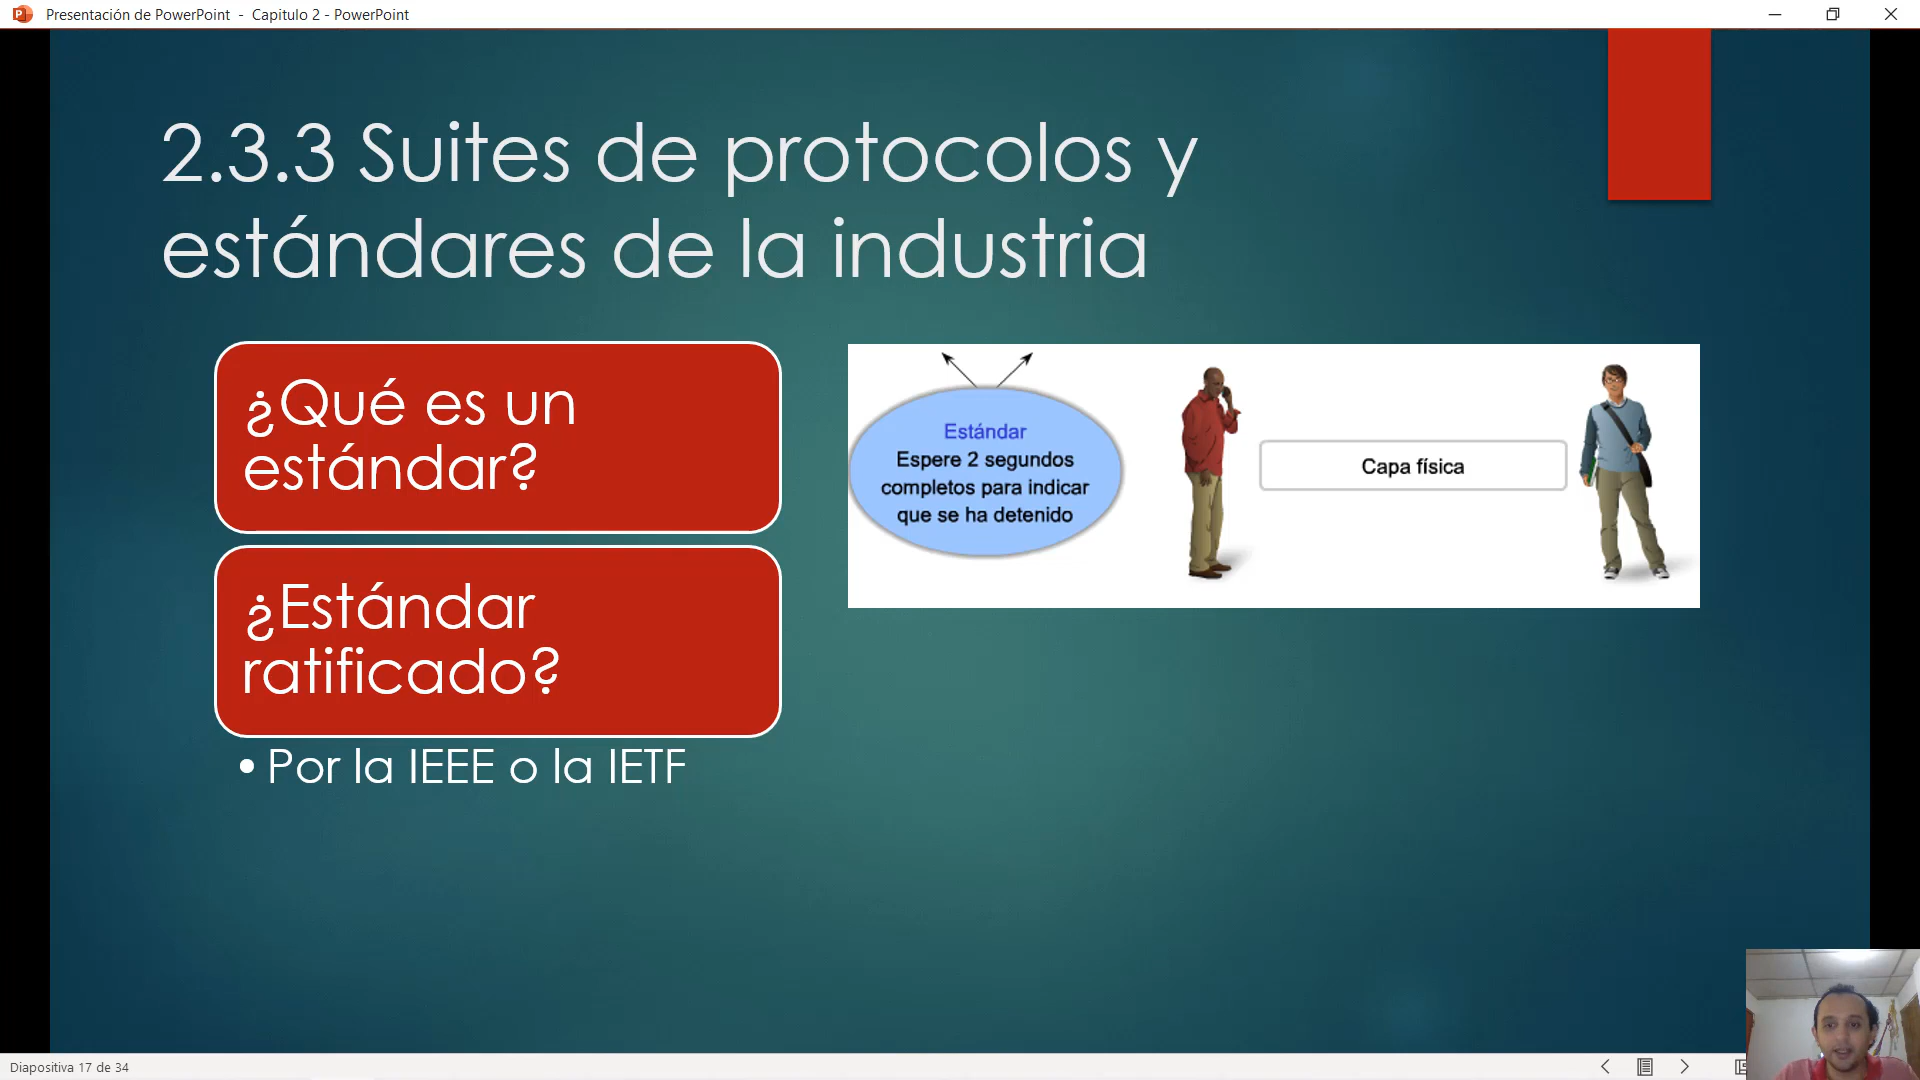 Presentación de PowerPoint - Capitulo 2 - PowerPoint
2.3.3 Suites de protocolos y
estándares de la industria
¿Qué es un
estándar?
¿Estándar
ratificado?
• Por la IEEE o la IETF
Estándar
Espere 2 segundos
completos para indicar
que se ha detenido
Capa física
Diapositiva 17 de 34